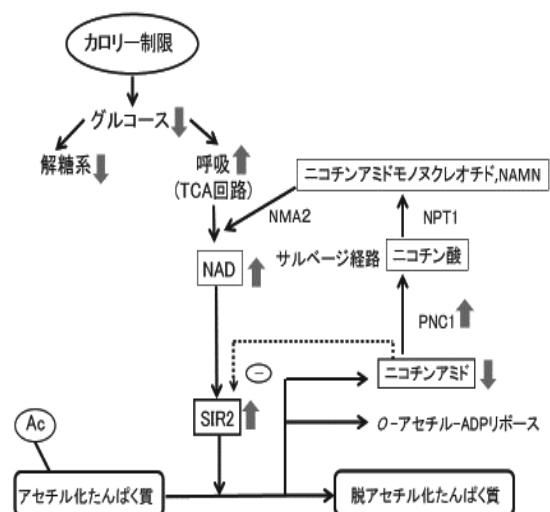 カロリー制限
グルコース
解糖系
呼吸
(TCA回路)
ニコチンアミドモノヌクレオチド,NAMN
NMA2
NPT1
NAD
サルベージ経路
ニコチン酸
PNC1
−
ニコチンアミド
SIR2
Ac
O-アセチル-ADPリボース
アセチル化たんぱく質
脱アセチル化たんぱく質